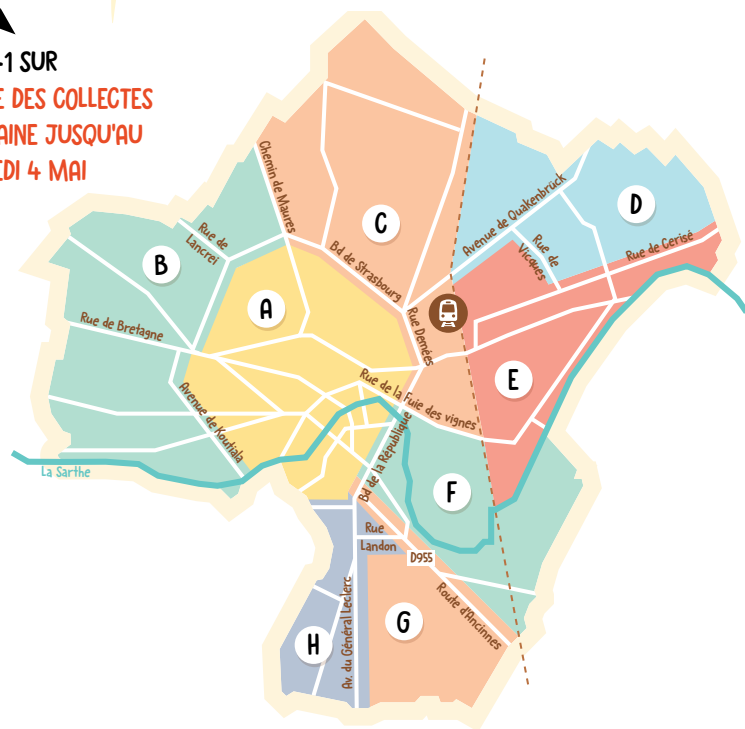 -1 SUR
E DES COLLECTES
AINE JUSQU'AU
EDI 4 MAI
Chemin de Maures
C
Avenue de Quakenbrück
D
Rue de
Lancrel
B
Rue de
Vicques
Rue de Cerisé
Bd de Strasbourg
A
Rue Demées
Rue de Bretagne
E
Rue de la Fuie des vignes
Avenue de Koutiala
Bd de la République
La Sarthe
F
Rue
Landon
D955
Route d'Ancinnes
Av. du Général Leclerc
G
H